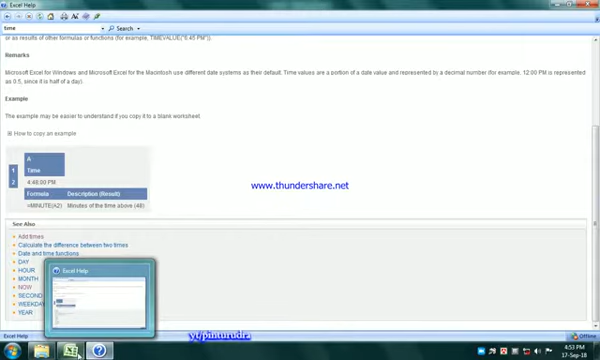 Excel Help
Search
time
or as results of other formulas or functions (for example, TIMEVALUE("6:45 PM")).
Remarks
Microsoft Excel for Windows and Microsoft Excel for the Macintosh use different date systems as their default. Time values are a portion of a date value and represented by a decimal number (for example, 12:00 PM is represented
as 0.5, since it is half of a day).
Example
The example may be easier to understand if you copy it to a blank worksheet.
How to copy an example
A
1 Time
2 4:48:00 PM
Formula Description (Result)
=MINUTE(A2) Minutes of the time above (48)
www.thundershare.net
See Also
Add times
Calculate the difference between two times
Date and time functions
DAY
HOUR
MONTH
NOW
SECOND
WEEKDAY
YEAR
Excel Help
Excel Help
Offline
yt/pinturudra
4:53 PM
17-Sep-18